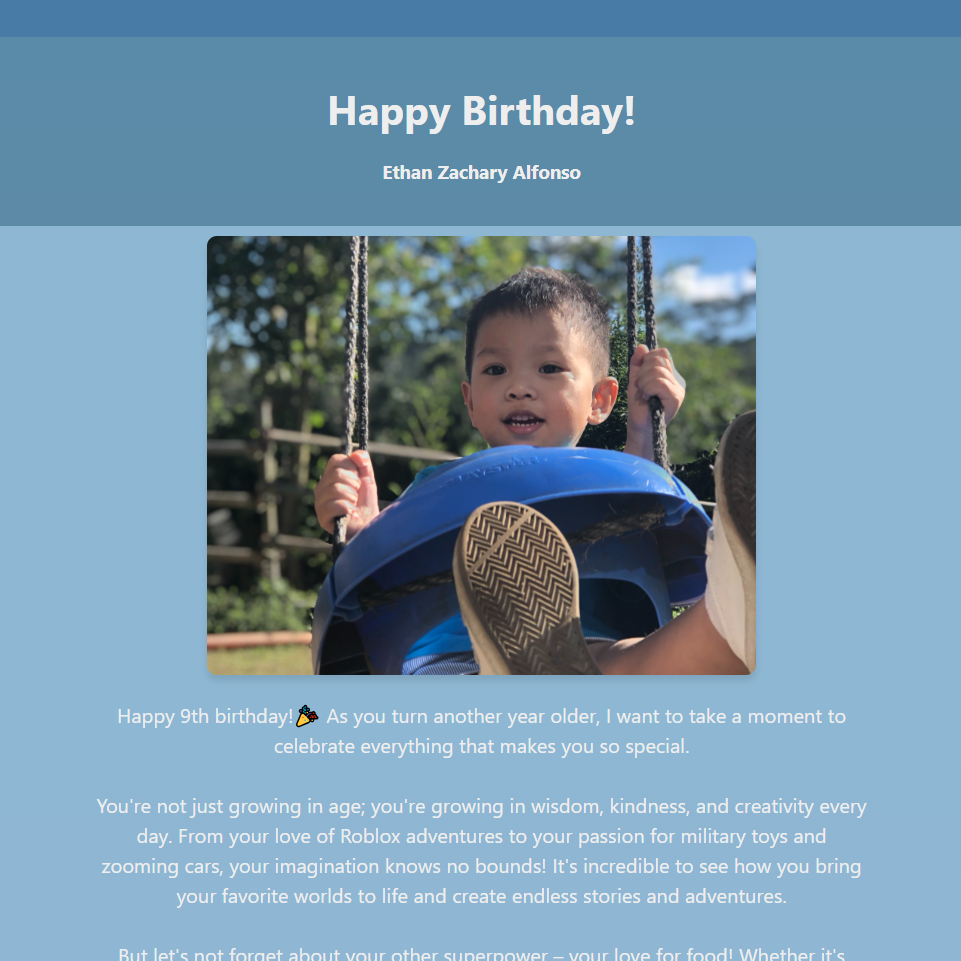 Happy Birthday!
Ethan Zachary Alfonso
Happy 9th birthday!🎉 As you turn another year older, I want to take a moment to
celebrate everything that makes you so special.
You're not just growing in age; you're growing in wisdom, kindness, and creativity every
day. From your love of Roblox adventures to your passion for military toys and
zooming cars, your imagination knows no bounds! It's incredible to see how you bring
your favorite worlds to life and create endless stories and adventures.
But let's not forget about your other superpower – your love for food! Whether it's